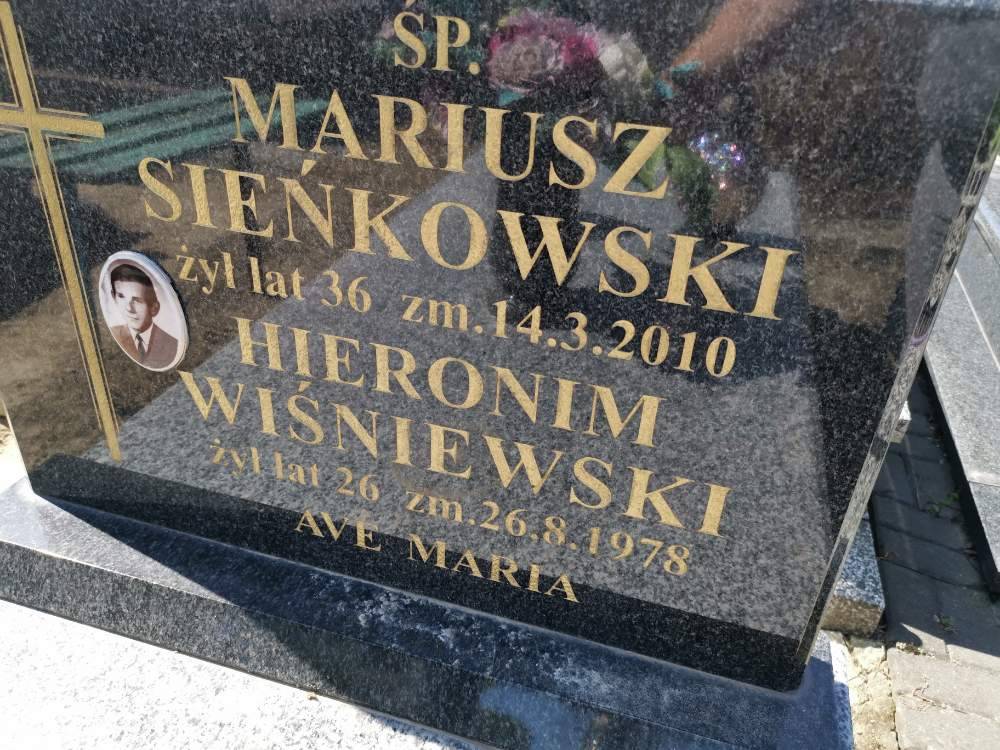 ŚP.
MARIUSZ
SIEŃKOWSKI
żył lat 36 zm.14.3.2010
HIERONIM
WIŚNIEWSKI
żył lat 26 zm.26.8.1978
AVE MARIA